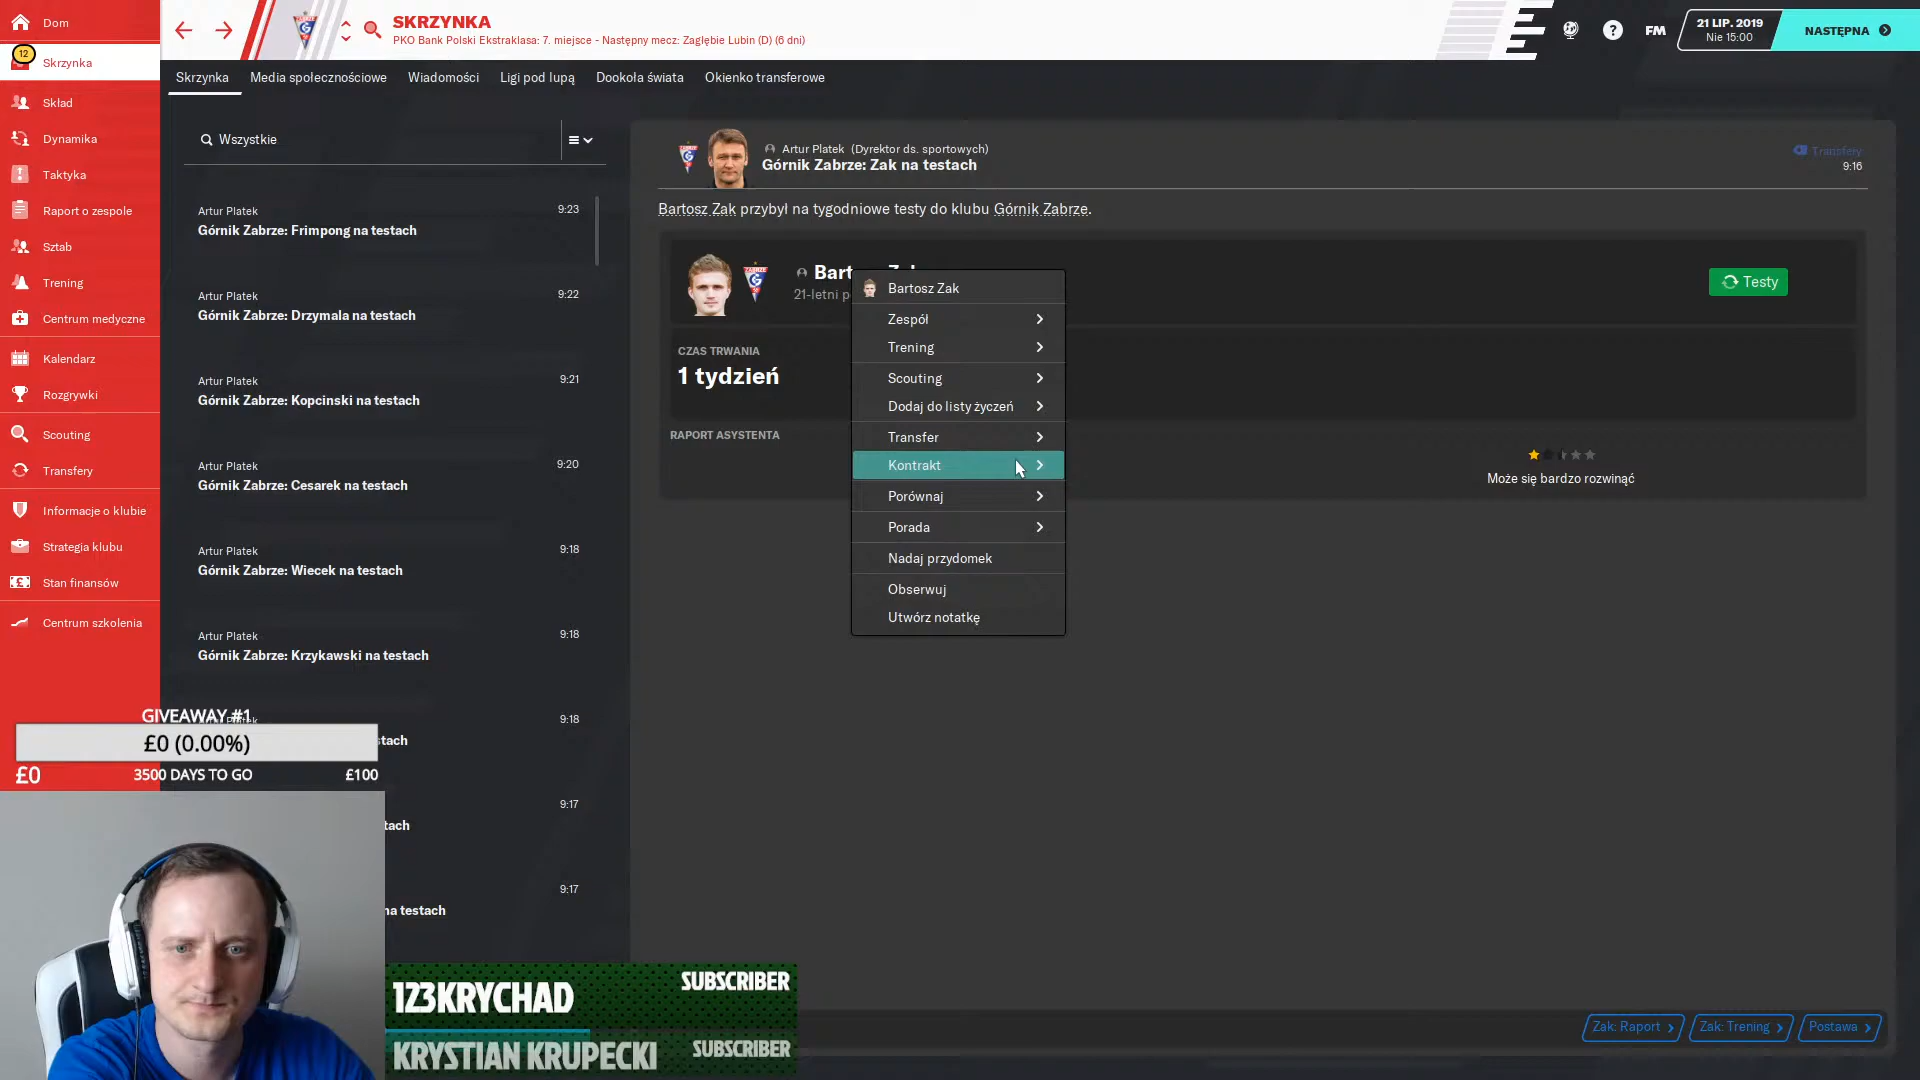 Dom
12
Skrzynka
Skład
Dynamika
Taktyka
Raport o zespole
Sztab
Trening
Centrum medyczne
Kalendarz
Rozgrywki
Scouting
Transfery
Informacje o klubie
Strategia klubu
Stan finansów
Centrum szkolenia
SKRZYNKA
PKO Bank Polski Ekstraklasa: 7. miejsce - Następny mecz: Zagłębie Lubin (D) (6 dni)
FM
21 LIP. 2019
Nie 15:00
NASTĘPNA
Skrzynka Media społecznościowe Wiadomości Ligi pod lupą Dookoła świata Okienko transferowe
Wszystkie
Artur Platek 9:23
Górnik Zabrze: Frimpong na testach
Artur Platek 9:22
Górnik Zabrze: Drzymala na testach
Artur Platek 9:21
Górnik Zabrze: Kopcinski na testach
Artur Platek 9:20
Górnik Zabrze: Cesarek na testach
Artur Platek 9:18
Górnik Zabrze: Wiecek na testach
Artur Platek 9:18
Górnik Zabrze: Krzykawski na testach
9:18
stach
9:17
tach
9:17
na testach
Artur Platek (Dyrektor ds. sportowych)
Górnik Zabrze: Zak na testach
Transfery
9:16
Bartosz Zak przybył na tygodniowe testy do klubu Górnik Zabrze.
21-letni
Testy
CZAS TRWANIA
1 tydzień
RAPORT ASYSTENTA
Może się bardzo rozwinąć
Bartosz Zak
Zespół
Trening
Scouting
Dodaj do listy życzeń
Transfer
Kontrakt
Porównaj
Porada
Nadaj przydomek
Obserwuj
Utwórz notatkę
Zak: Raport
Zak: Trening
Postawa
GIVEAWAY #1
£0 (0.00%)
£0 3500 DAYS TO GO £100
123KRYCHAD SUBSCRIBER
KRYSTIAN KRUPECKI SUBSCRIBER